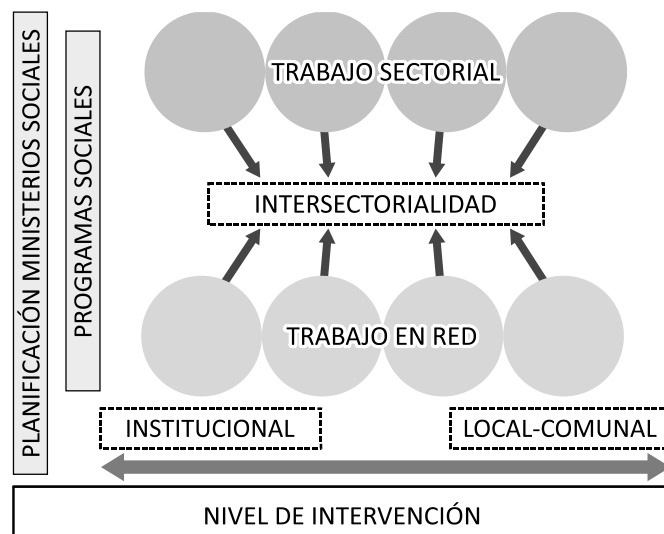 PLANIFICACIÓN MINISTERIOS SOCIALES
PROGRAMAS SOCIALES
TRABAJO SECTORIAL
INTERSECTORIALIDAD
TRABAJO EN RED
INSTITUCIONAL
LOCAL-COMUNAL
NIVEL DE INTERVENCIÓN